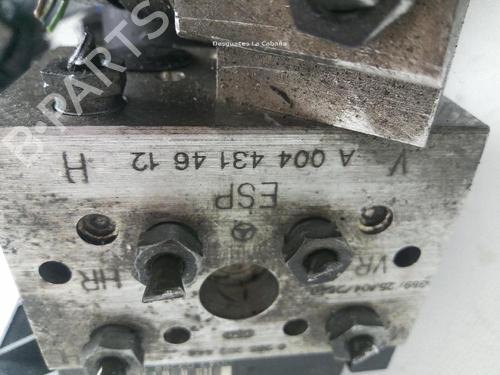 Desguaces La Cabaña
B-PARTS
H
A 004 431 46 12
V
ESP
HR
VR